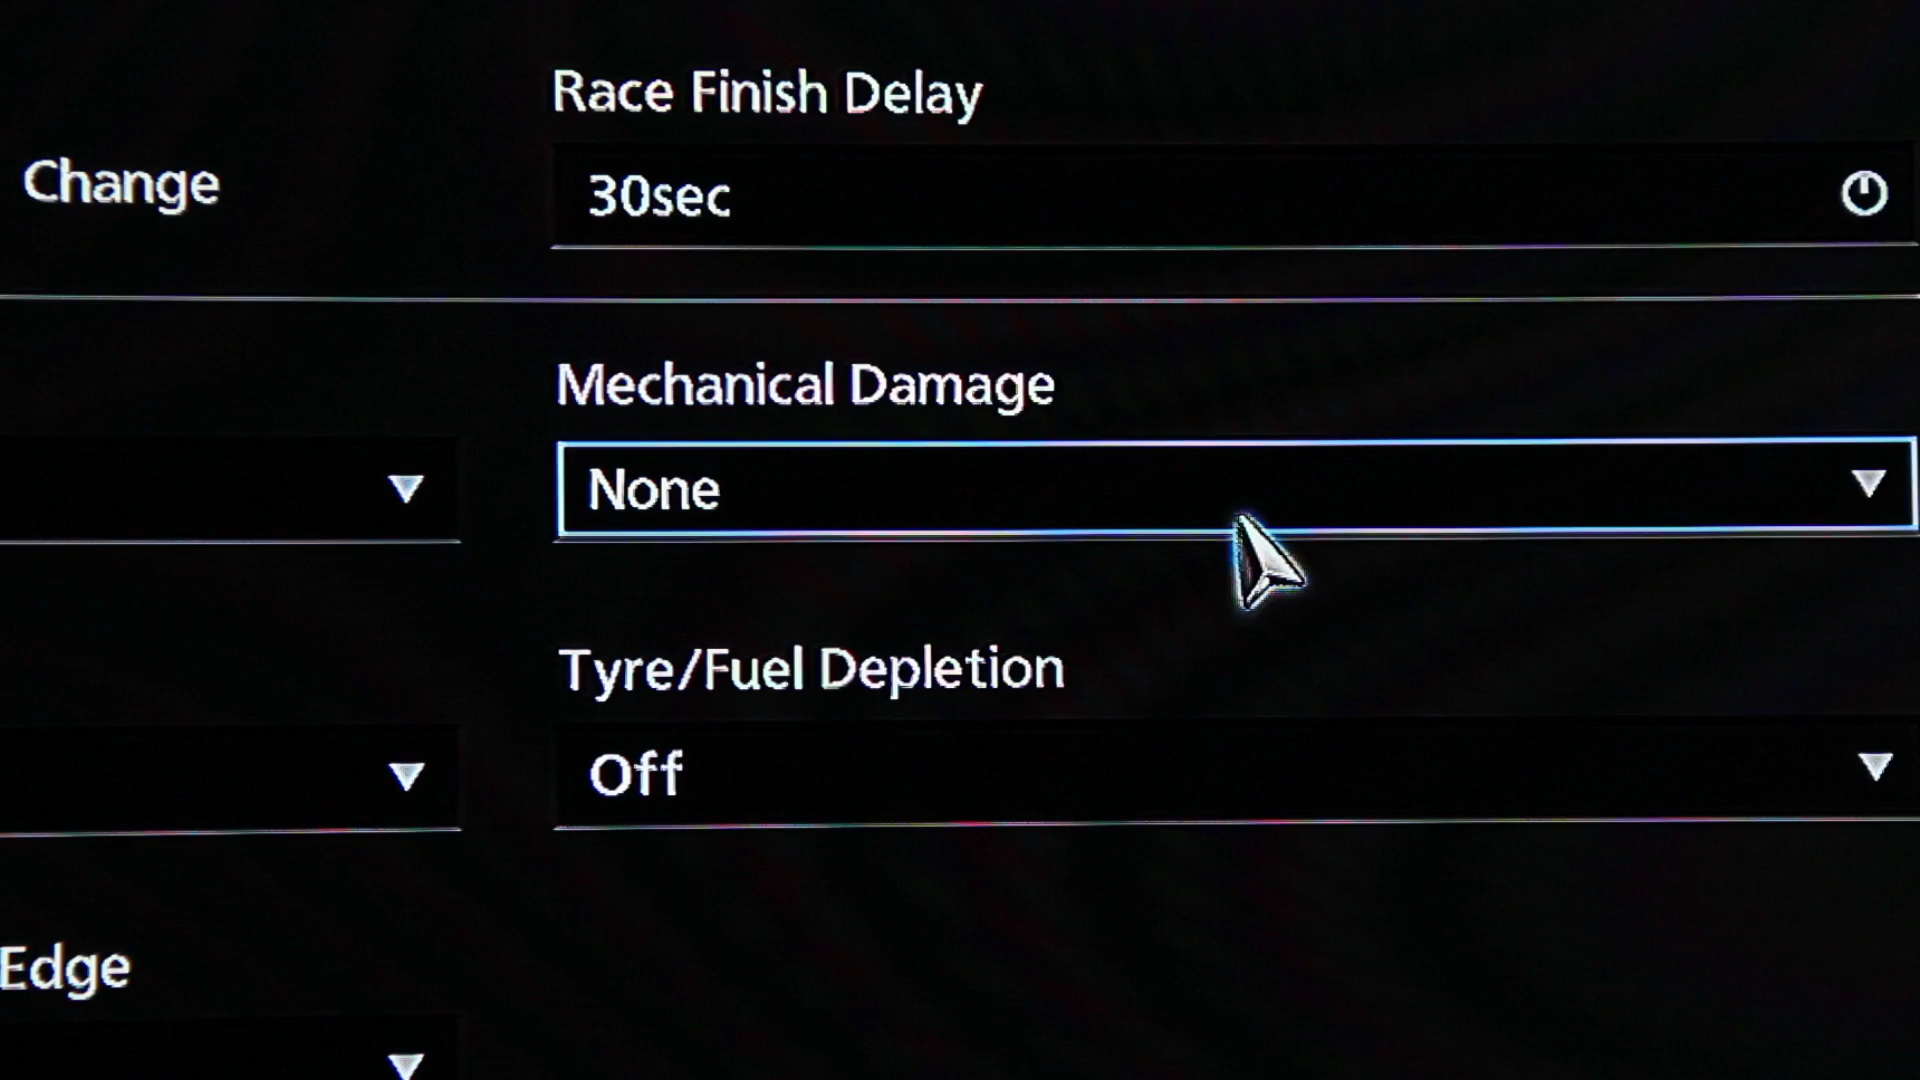 Race Finish Delay
Change
30sec
Mechanical Damage
None
Tyre/Fuel Depletion
Off
Edge